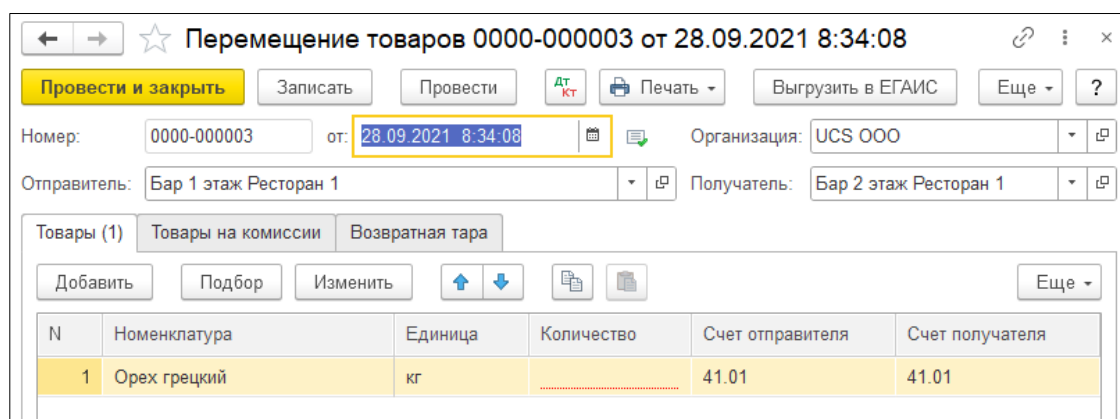 Перемещение товаров 0000-000003 от 28.09.2021 8:34:08
Провести и закрыть Записать Провести Дт Кт Печать Выгрузить в ЕГАИС Еще ?
Номер: 0000-000003 от: 28.09.2021 8:34:08 Организация: UCS ООО
Отправитель: Бар 1 этаж Ресторан 1 Получатель: Бар 2 этаж Ресторан 1
Товары (1) Товары на комиссии Возвратная тара
Добавить Подбор Изменить Еще
N Номенклатура Единица Количество Счет отправителя Счет получателя
1 Орех грецкий кг 41.01 41.01